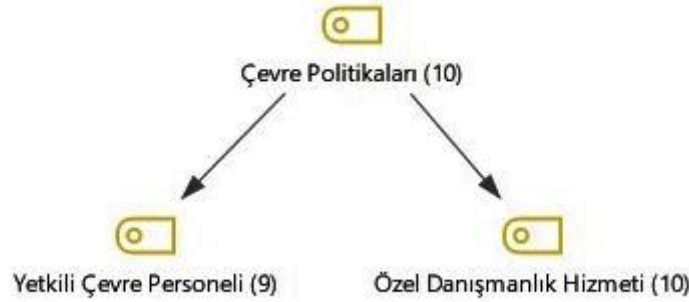 Çevre Politikaları (10)
Yetkili Çevre Personeli (9)
Özel Danışmanlık Hizmeti (10)